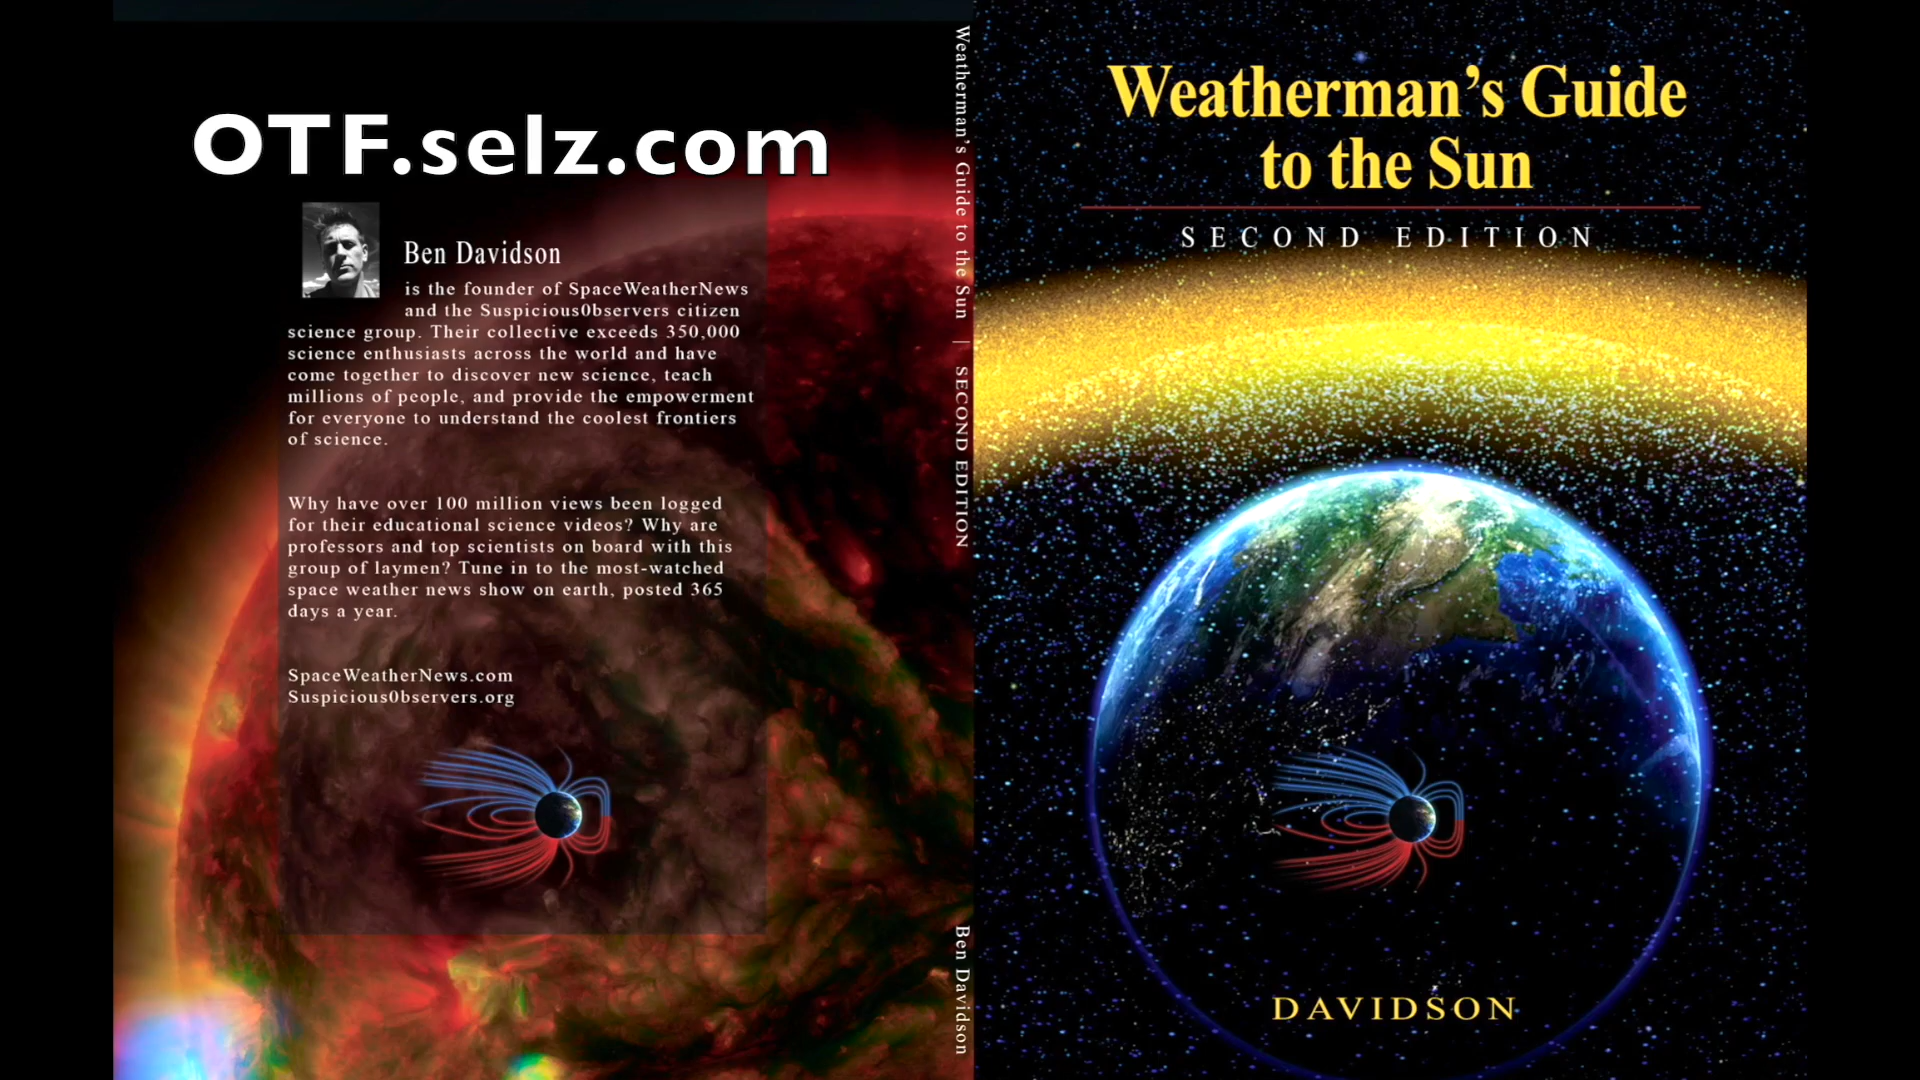 OTF.selz.com
Ben Davidson
is the founder of SpaceWeatherNews
and the Suspicious0bservers citizen
science group. Their collective exceeds 350,000
science enthusiasts across the world and have
come together to discover new science, teach
millions of people, and provide the empowerment
for everyone to understand the coolest frontiers
of science.
Why have over 100 million views been logged
for their educational science videos? Why are
professors and top scientists on board with this
group of laymen? Tune in to the most-watched
space weather news show on earth, posted 365
days a year.
SpaceWeatherNews.com
Suspicious0bservers.org
Weatherman's Guide to the Sun | SECOND EDITION
Ben Davidson
Weatherman's Guide
to the Sun
SECOND EDITION
DAVIDSON